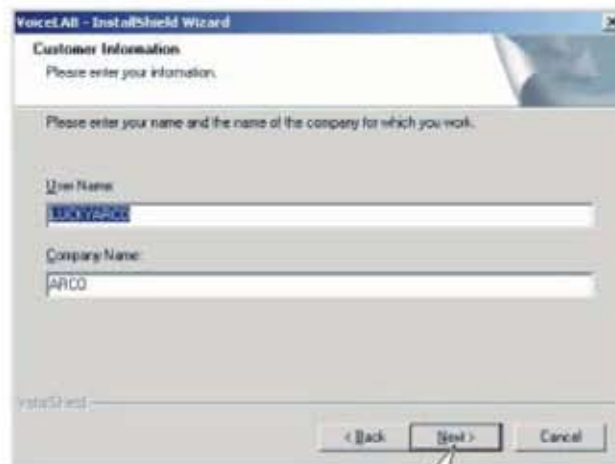 VoiceLAB - InstallShield Wizard
Customer Information
Please enter your information.
Please enter your name and the name of the company for which you work.
User Name:
LUCKYARCO
Company Name:
ARCO
InstallShield
< Back Next > Cancel